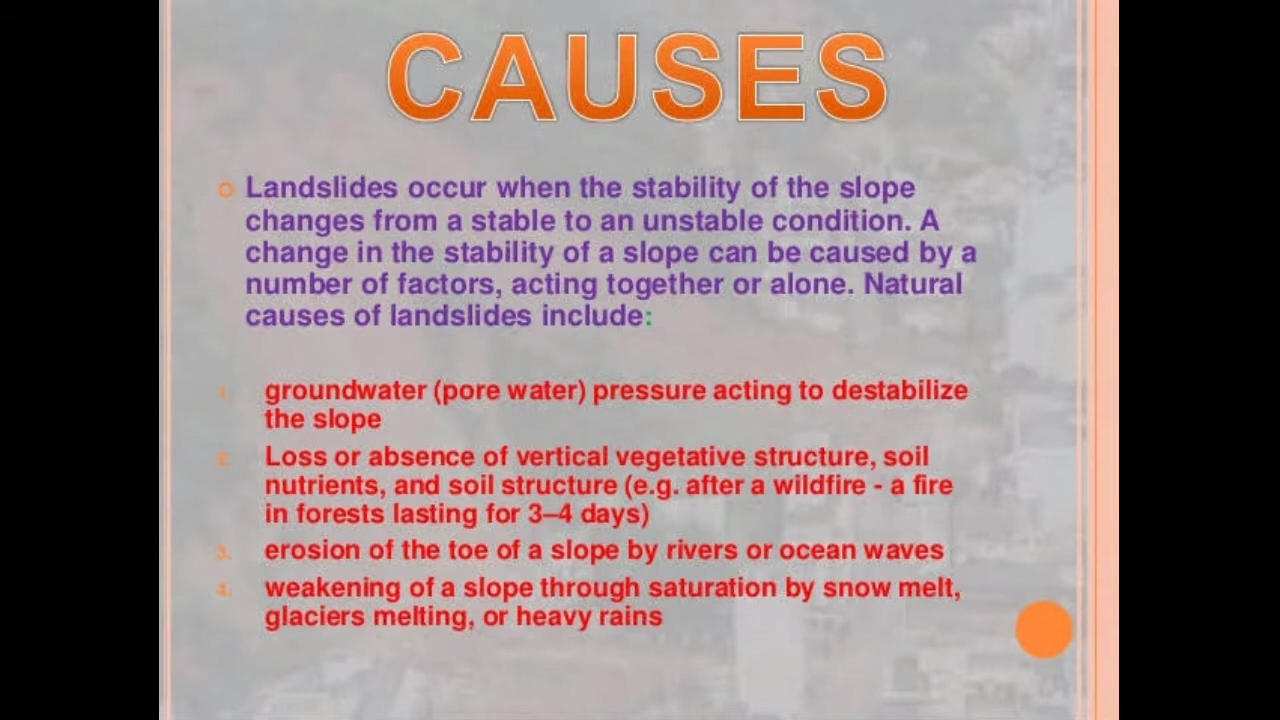 CAUSES
Landslides occur when the stability of the slope
changes from a stable to an unstable condition. A
change in the stability of a slope can be caused by a
number of factors, acting together or alone. Natural
causes of landslides include:
1. groundwater (pore water) pressure acting to destabilize
the slope
2. Loss or absence of vertical vegetative structure, soil
nutrients, and soil structure (e.g. after a wildfire - a fire
in forests lasting for 3–4 days)
3. erosion of the toe of a slope by rivers or ocean waves
4. weakening of a slope through saturation by snow melt,
glaciers melting, or heavy rains